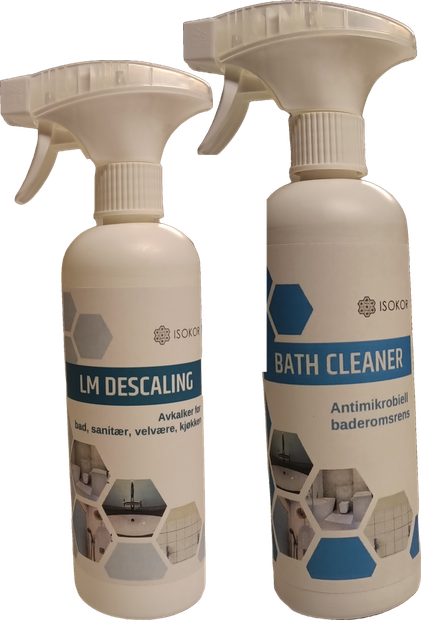 ISOKOR
LM DESCALING
Avkalker for
bad, sanitær, velvære, kjøkken
ISOKOR
BATH CLEANER
Antimikrobiell
baderomsrens